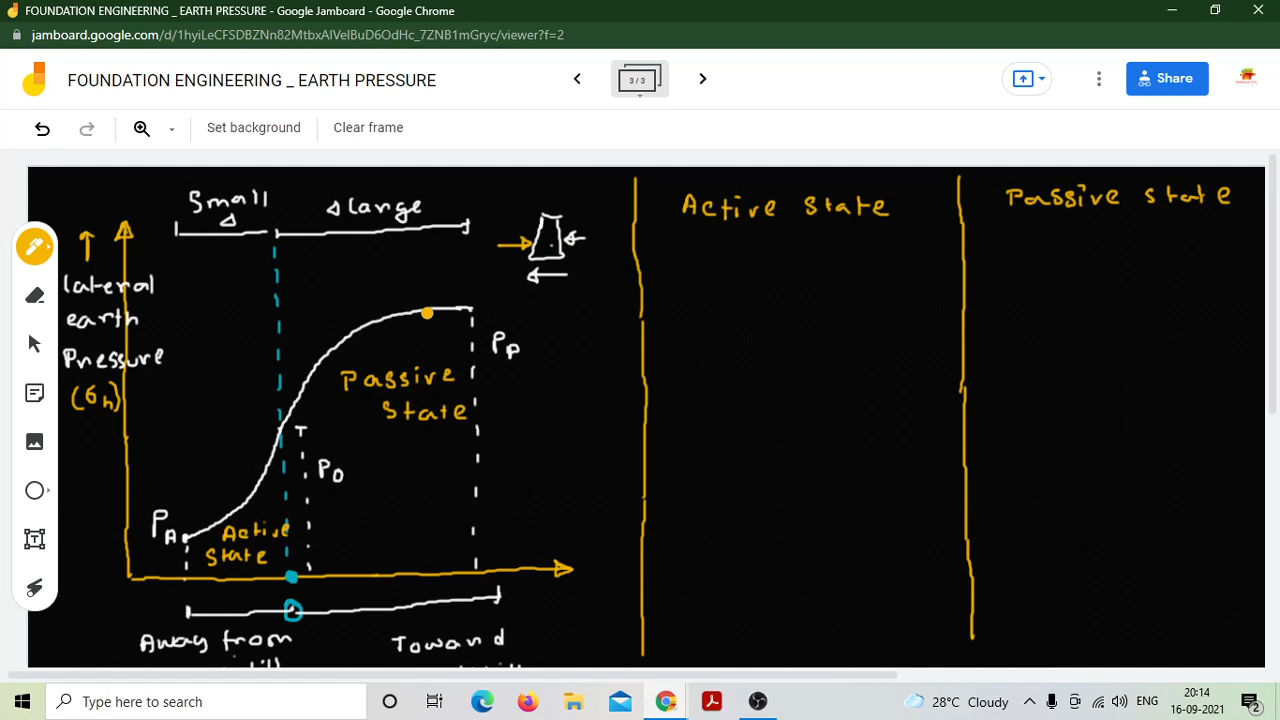 FOUNDATION ENGINEERING _ EARTH PRESSURE - Google Jamboard - Google Chrome
jamboard.google.com/d/1hyiLeCFSDBZNn82MtbxAlVelBuD6OdHc_7ZNB1mGryc/viewer?f=2
FOUNDATION ENGINEERING _ EARTH PRESSURE
3 / 3
Share
Set background
Clear frame
Small
Δ
Δ large
lateral
earth
Pressure
(σh)
Passive
State
PP
PO
PA
Active
State
Away from
Toward
Active State
Passive State
Type here to search
28°C Cloudy
ENG
20:14
16-09-2021
2